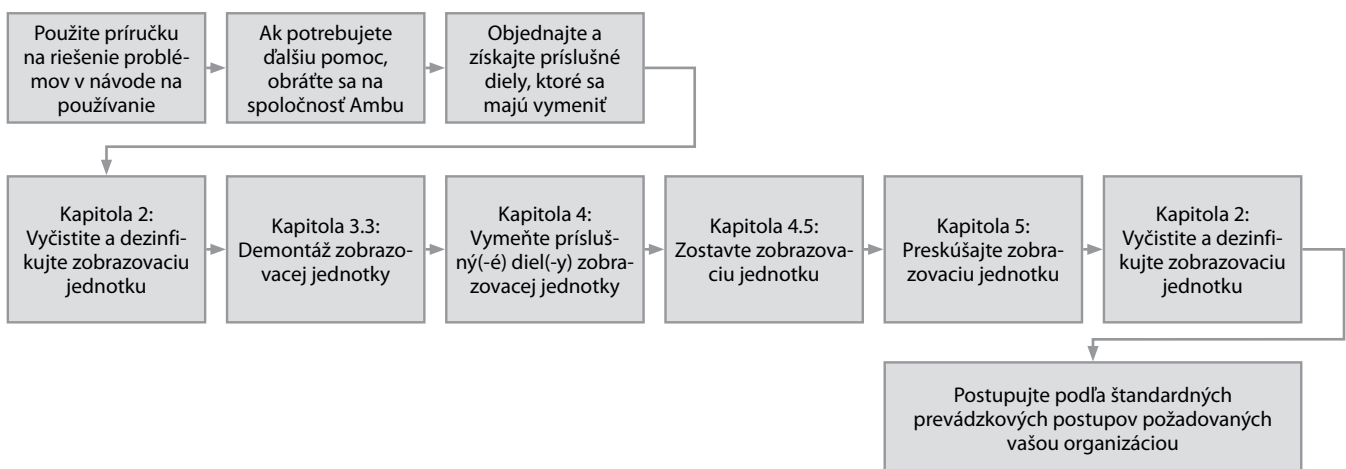 Použite príručku
na riešenie problé-
mov v návode na
používanie
Ak potrebujete
ďalšiu pomoc,
obráťte sa na
spoločnosť Ambu
Objednajte a
získajte príslušné
diely, ktoré sa
majú vymeniť
Kapitola 2:
Vyčistite a dezinfi-
kujte zobrazovaciu
jednotku
Kapitola 3.3:
Demontáž zobrazo-
vacej jednotky
Kapitola 4:
Vymeňte prísluš-
ný(-é) diel(-y) zobra-
zovacej jednotky
Kapitola 4.5:
Zostavte zobrazova-
ciu jednotku
Kapitola 5:
Preskúšajte zobra-
zovaciu jednotku
Kapitola 2:
Vyčistite a dezinfi-
kujte zobrazovaciu
jednotku
Postupujte podľa štandardných
prevádzkových postupov požadovaných
vašou organizáciou